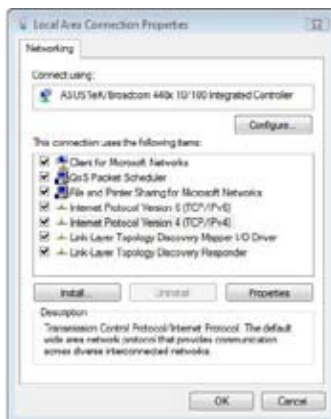 Local Area Connection Properties
Networking
Connect using:
ASUSTeK/Broadcom 440x 10/100 Integrated Controller
Configure...
This connection uses the following items:
Client for Microsoft Networks
QoS Packet Scheduler
File and Printer Sharing for Microsoft Networks
Internet Protocol Version 6 (TCP/IPv6)
Internet Protocol Version 4 (TCP/IPv4)
Link-Layer Topology Discovery Mapper I/O Driver
Link-Layer Topology Discovery Responder
Install...
Uninstall
Properties
Description
Transmission Control Protocol/Internet Protocol. The default
wide area network protocol that provides communication
across diverse interconnected networks.
OK
Cancel